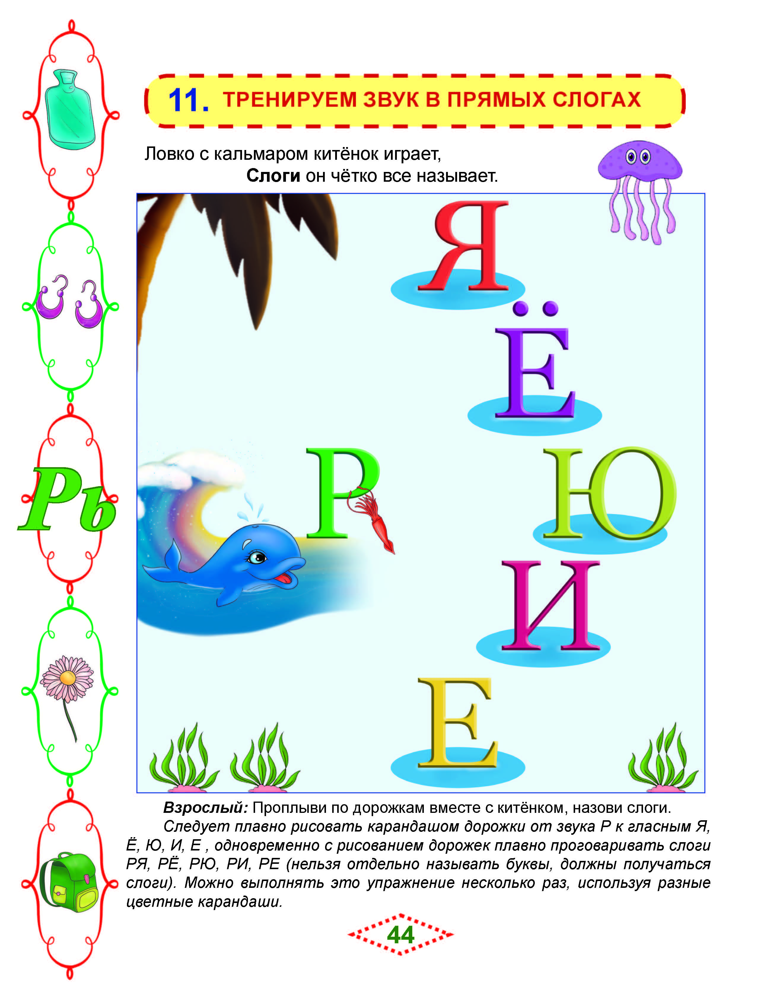 11. ТРЕНИРУЕМ ЗВУК В ПРЯМЫХ СЛОГАХ
Ловко с кальмаром китёнок играет,
Слоги он чётко все называет.
Я
Ё
Р
Ю
Рь
И
Е
Взрослый: Проплыви по дорожкам вместе с китёнком, назови слоги.
Следует плавно рисовать карандашом дорожки от звука Р к гласным Я,
Ё, Ю, И, Е , одновременно с рисованием дорожек плавно проговаривать слоги
РЯ, РЁ, РЮ, РИ, РЕ (нельзя отдельно называть буквы, должны получаться
слоги). Можно выполнять это упражнение несколько раз, используя разные
цветные карандаши.
44